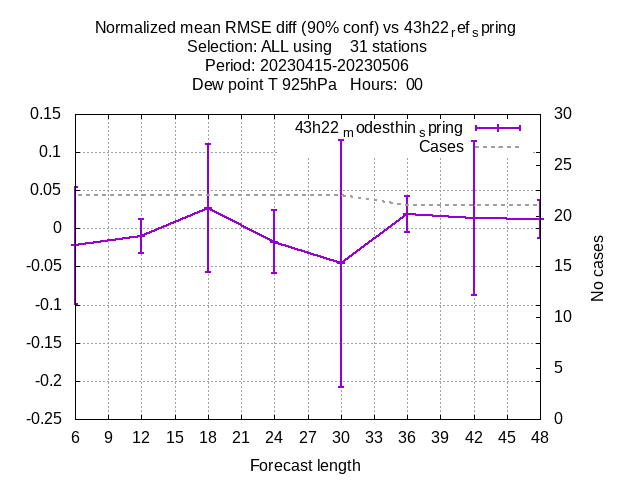 Normalized mean RMSE diff (90% conf) vs 43h22refspring
Selection: ALL using 31 stations
Period: 20230415-20230506
Dew point T 925hPa Hours: 00
43h22modesthinspring
Cases
0.15
0.1
0.05
0
-0.05
-0.1
-0.15
-0.2
-0.25
30
25
20
15
10
5
0
No cases
6 9 12 15 18 21 24 27 30 33 36 39 42 45 48
Forecast length